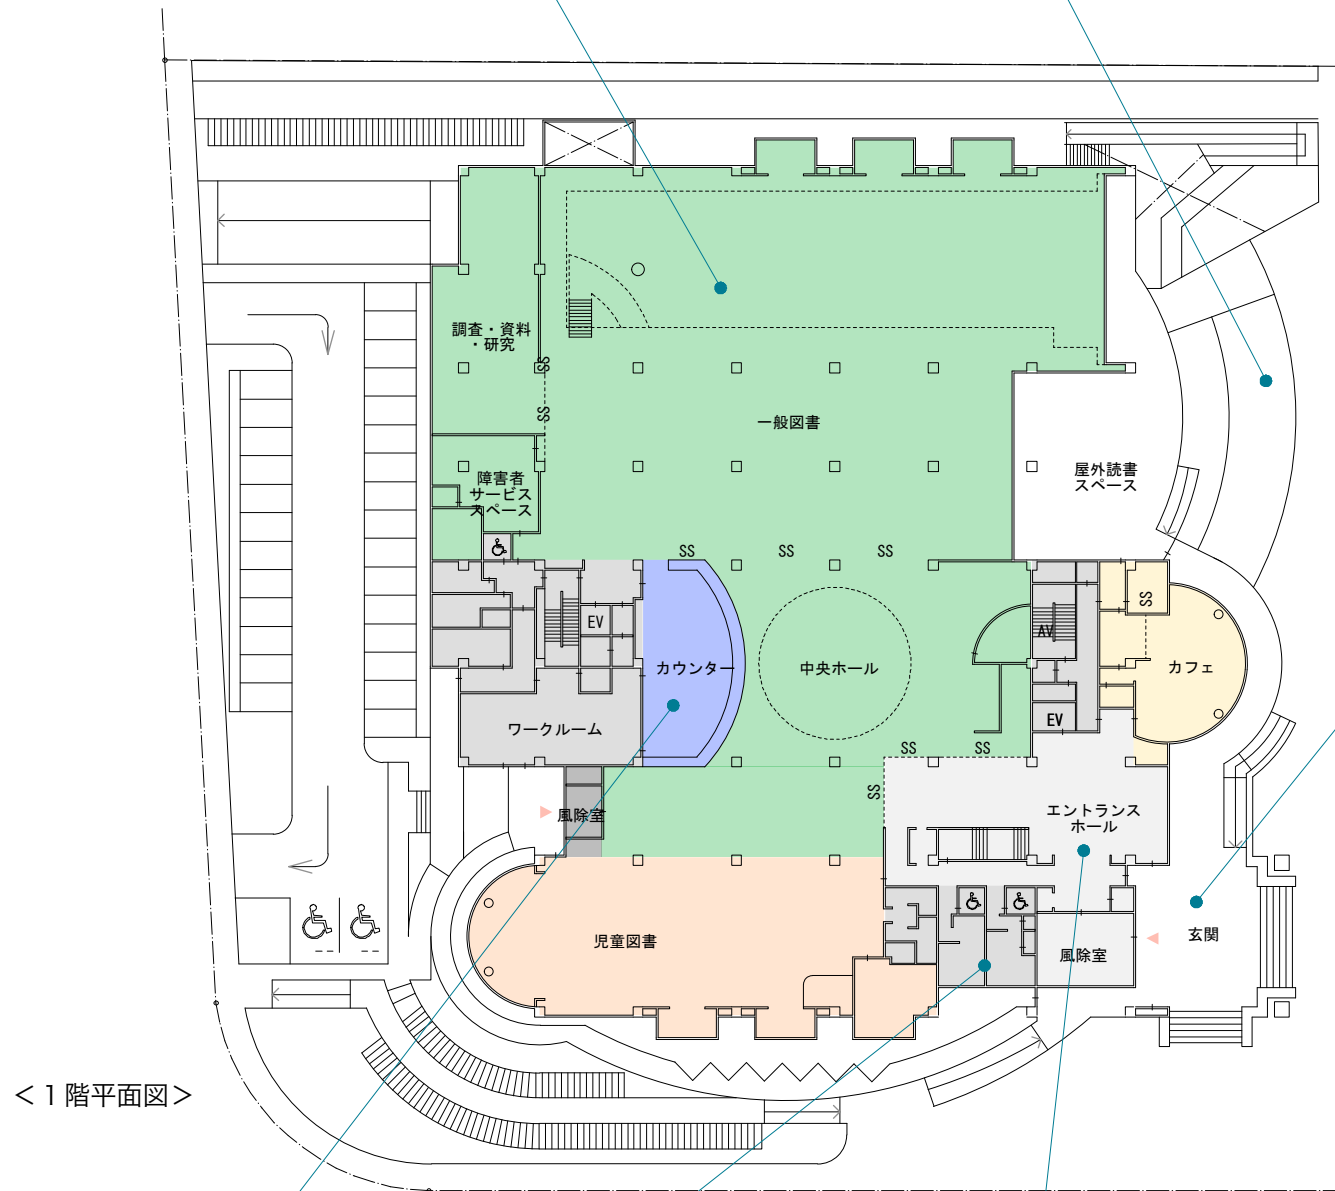 調査・資料
・研究
SS
SS
一般図書
障害者
サービス
スペース
屋外読書
スペース
SS
SS
SS
EV
カウンター
中央ホール
AV
SS
カフェ
ワークルーム
EV
SS
SS
SS
風除室
エントランス
ホール
児童図書
風除室
玄関
＜１階平面図＞